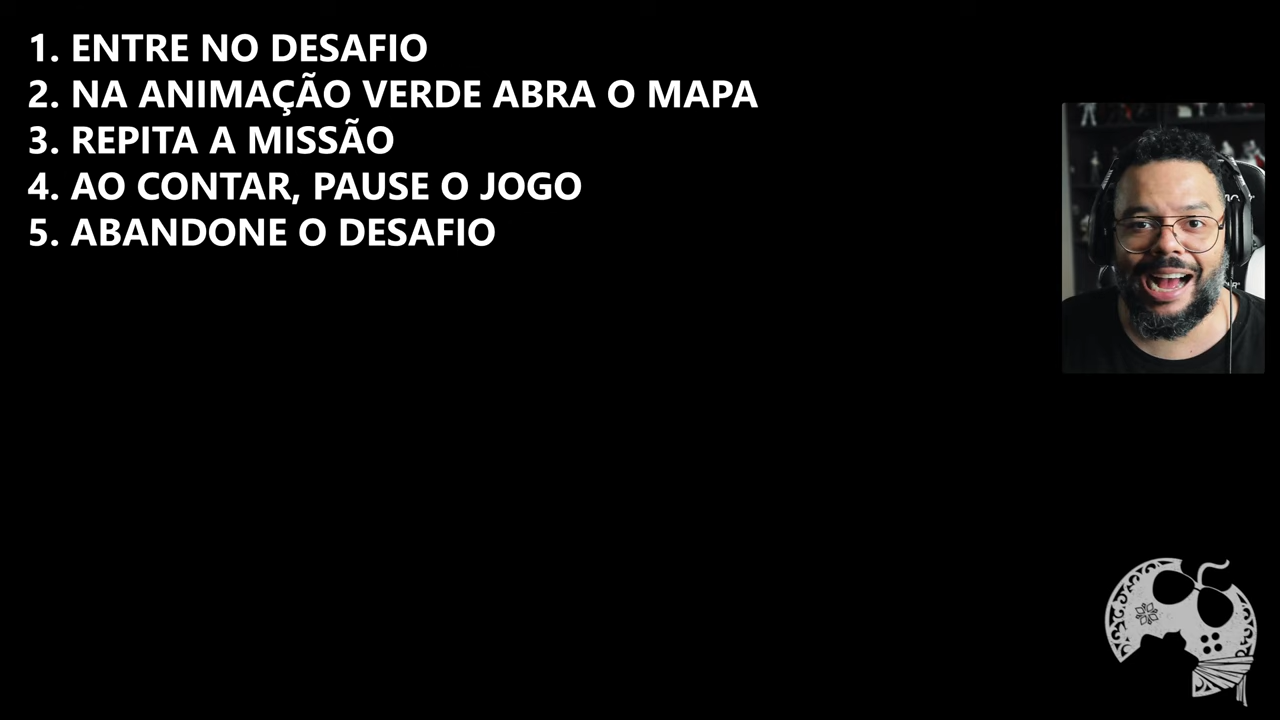 1. ENTRE NO DESAFIO
2. NA ANIMAÇÃO VERDE ABRA O MAPA
3. REPITA A MISSÃO
4. AO CONTAR, PAUSE O JOGO
5. ABANDONE O DESAFIO